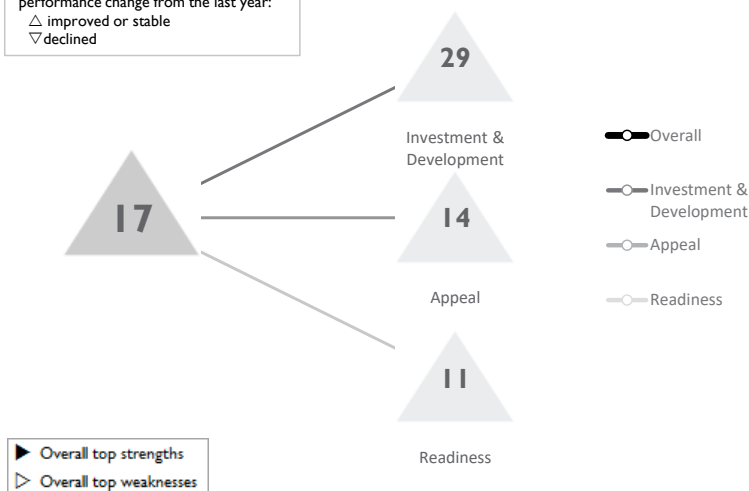 performance change from the last year:
△ improved or stable
▽ declined
29
Investment &
Development
17
14
Appeal
11
Readiness
Overall
Investment &
Development
Appeal
Readiness
▶ Overall top strengths
▷ Overall top weaknesses